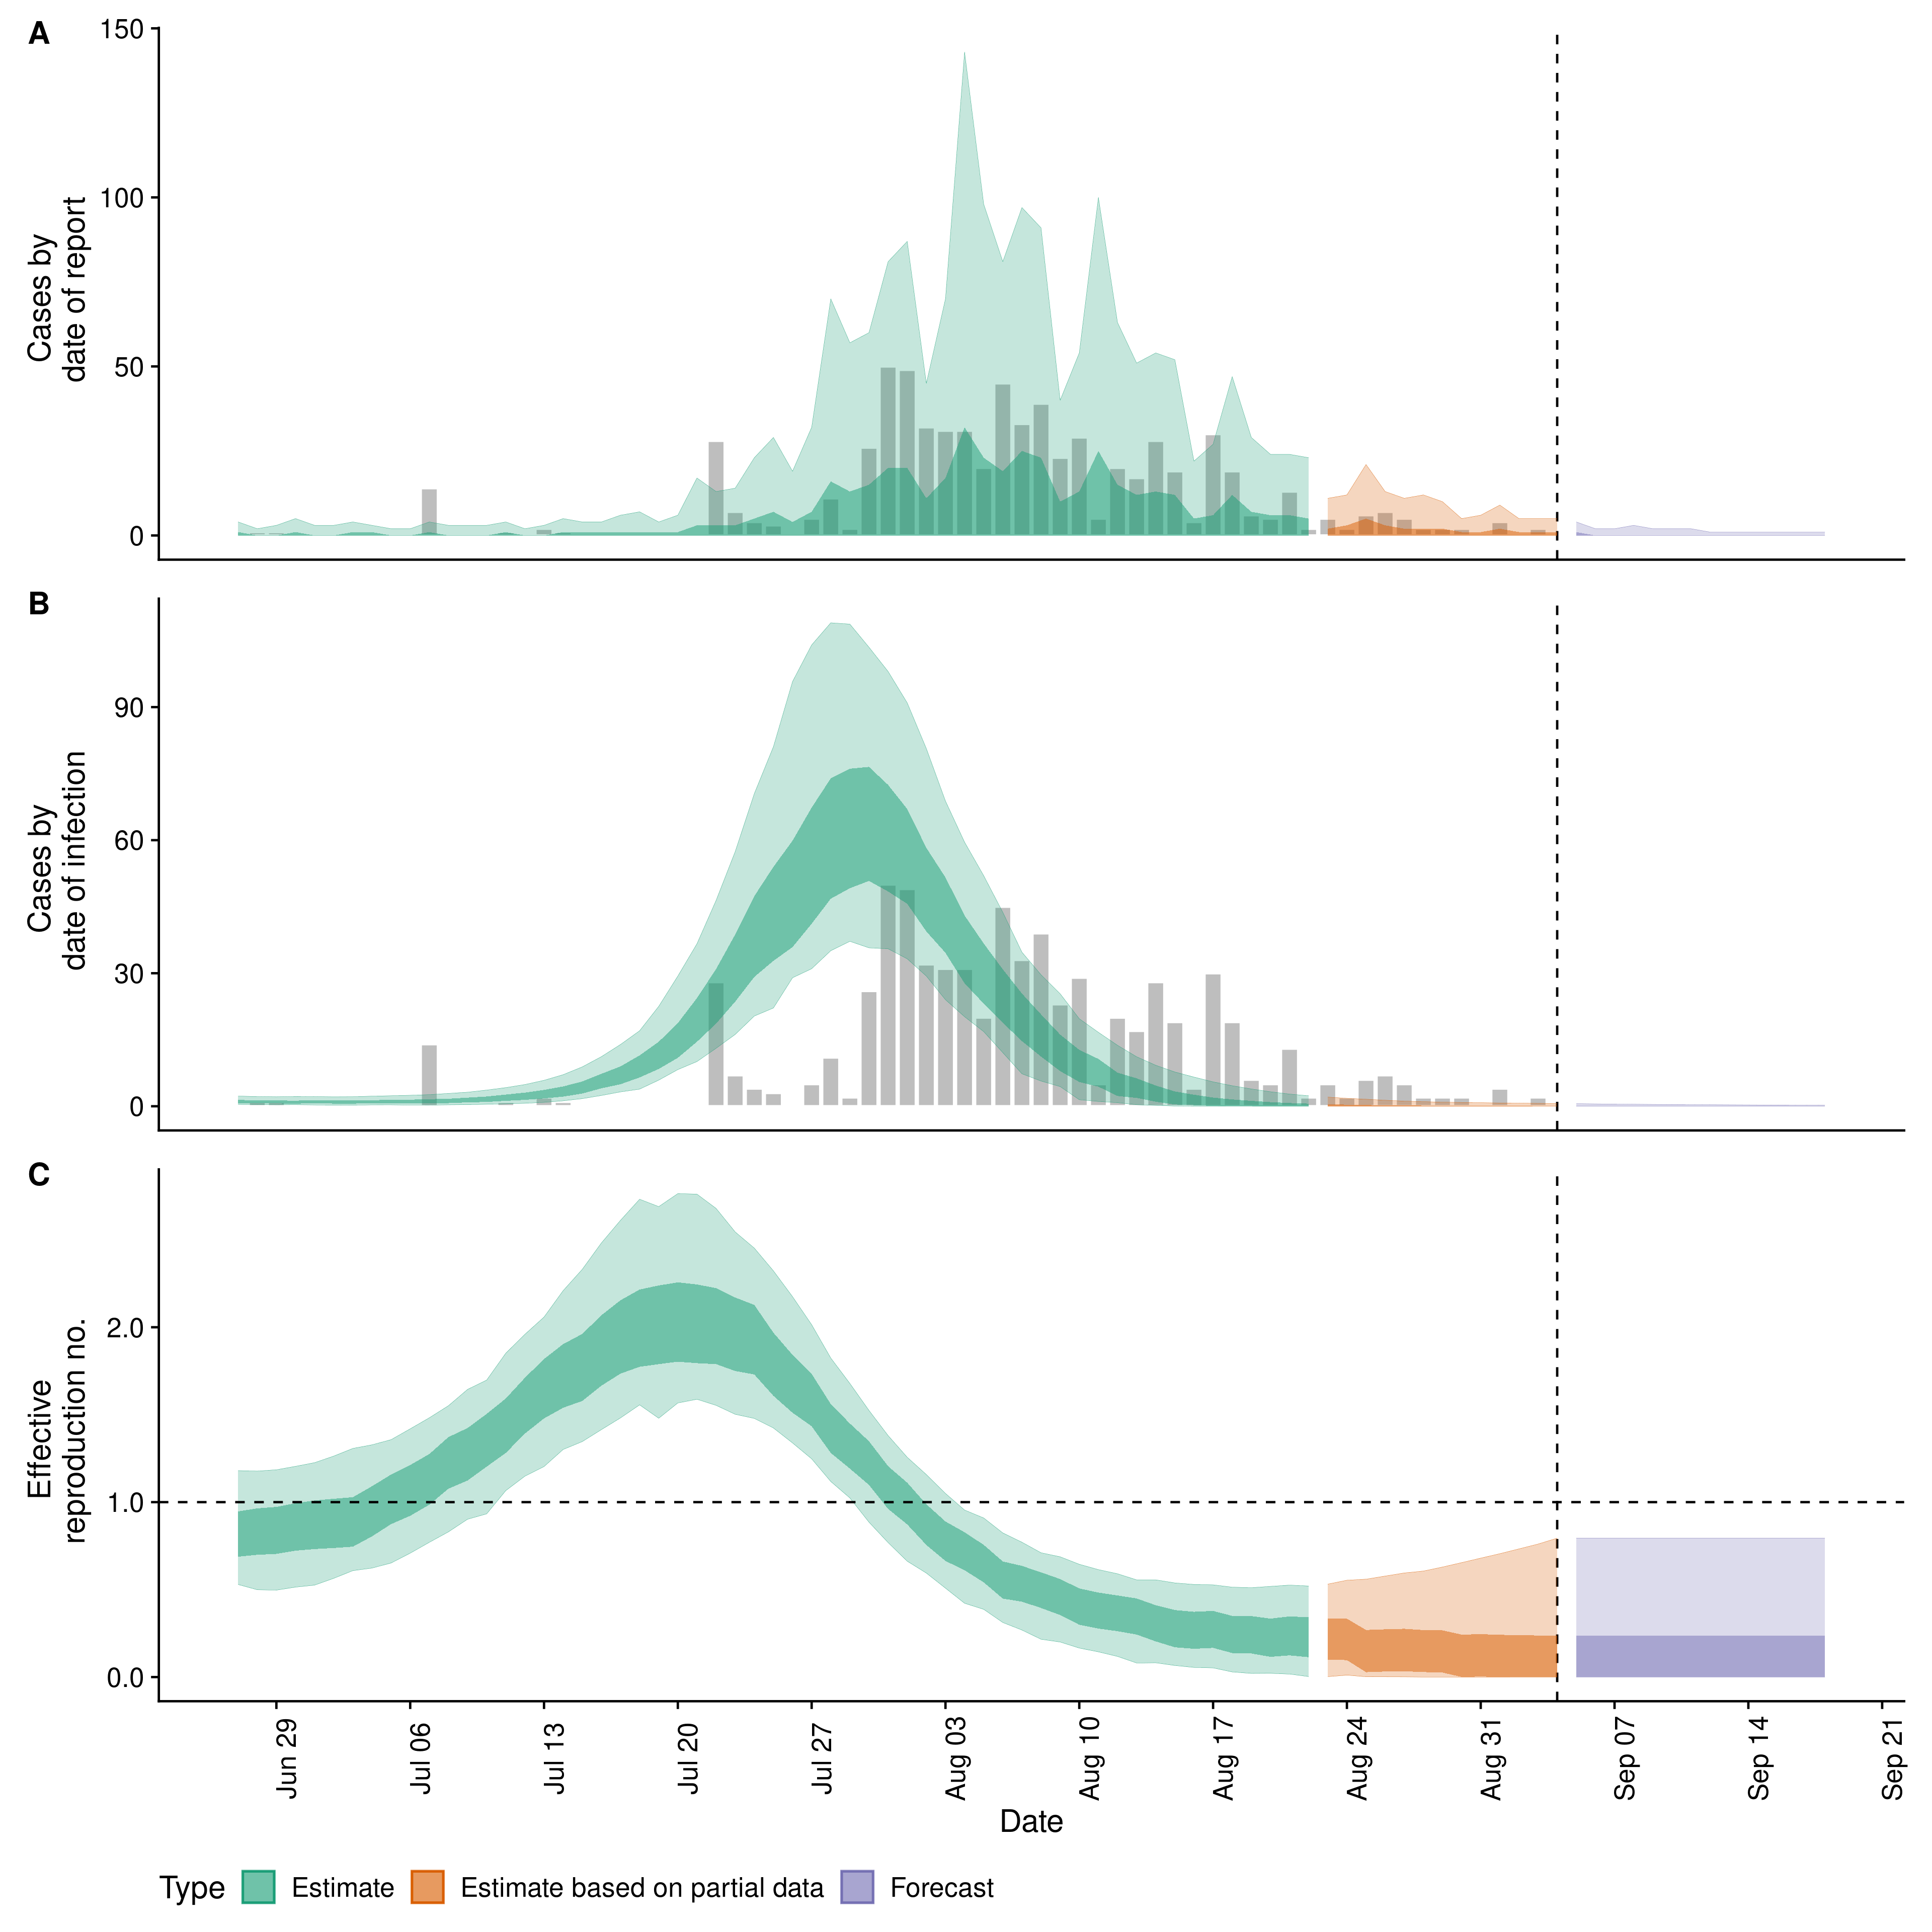 A
150
100
50
0
Cases by
date of report
B
90
60
30
0
Cases by
date of infection
C
2.0
1.0
0.0
Effective
reproduction no.
Jun 29
Jul 06
Jul 13
Jul 20
Jul 27
Aug 03
Aug 10
Aug 17
Aug 24
Aug 31
Sep 07
Sep 14
Sep 21
Date
Type Estimate Estimate based on partial data Forecast